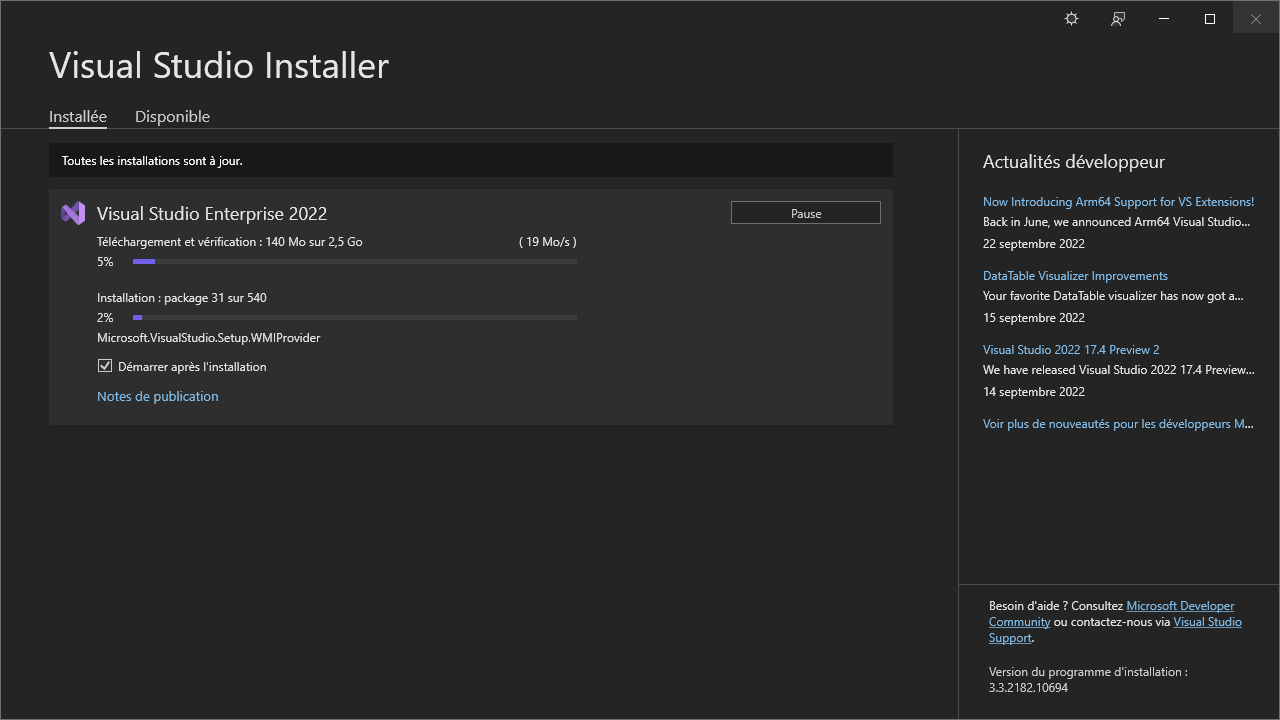 Visual Studio Installer
Installée
Disponible
Toutes les installations sont à jour.
Visual Studio Enterprise 2022
Pause
Téléchargement et vérification : 140 Mo sur 2,5 Go
( 19 Mo/s )
5%
Installation : package 31 sur 540
2%
Microsoft.VisualStudio.Setup.WMIProvider
Démarrer après l'installation
Notes de publication
Actualités développeur
Now Introducing Arm64 Support for VS Extensions!
Back in June, we announced Arm64 Visual Studio...
22 septembre 2022
DataTable Visualizer Improvements
Your favorite DataTable visualizer has now got a...
15 septembre 2022
Visual Studio 2022 17.4 Preview 2
We have released Visual Studio 2022 17.4 Preview...
14 septembre 2022
Voir plus de nouveautés pour les développeurs M...
Besoin d'aide ? Consultez Microsoft Developer
Community ou contactez-nous via Visual Studio
Support.
Version du programme d'installation :
3.3.2182.10694